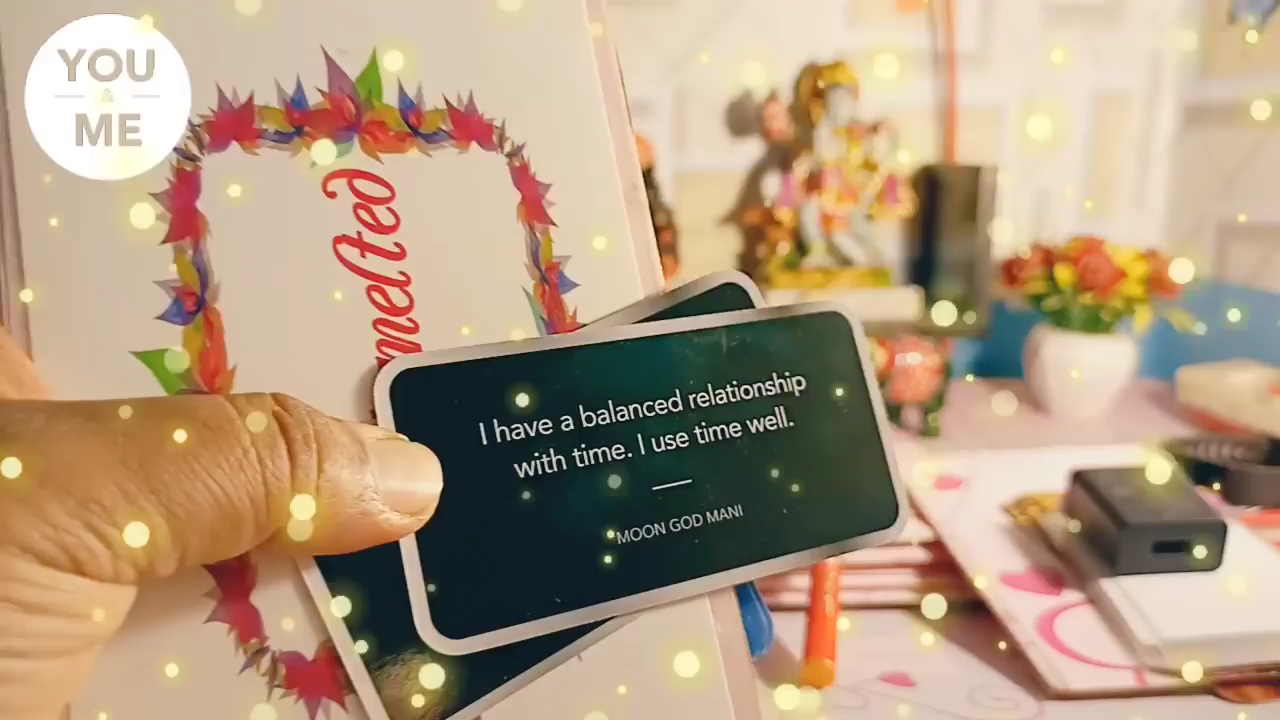 YOU
&
ME
melted
I have a balanced relationship
with time. I use time well.
MOON GOD MANI